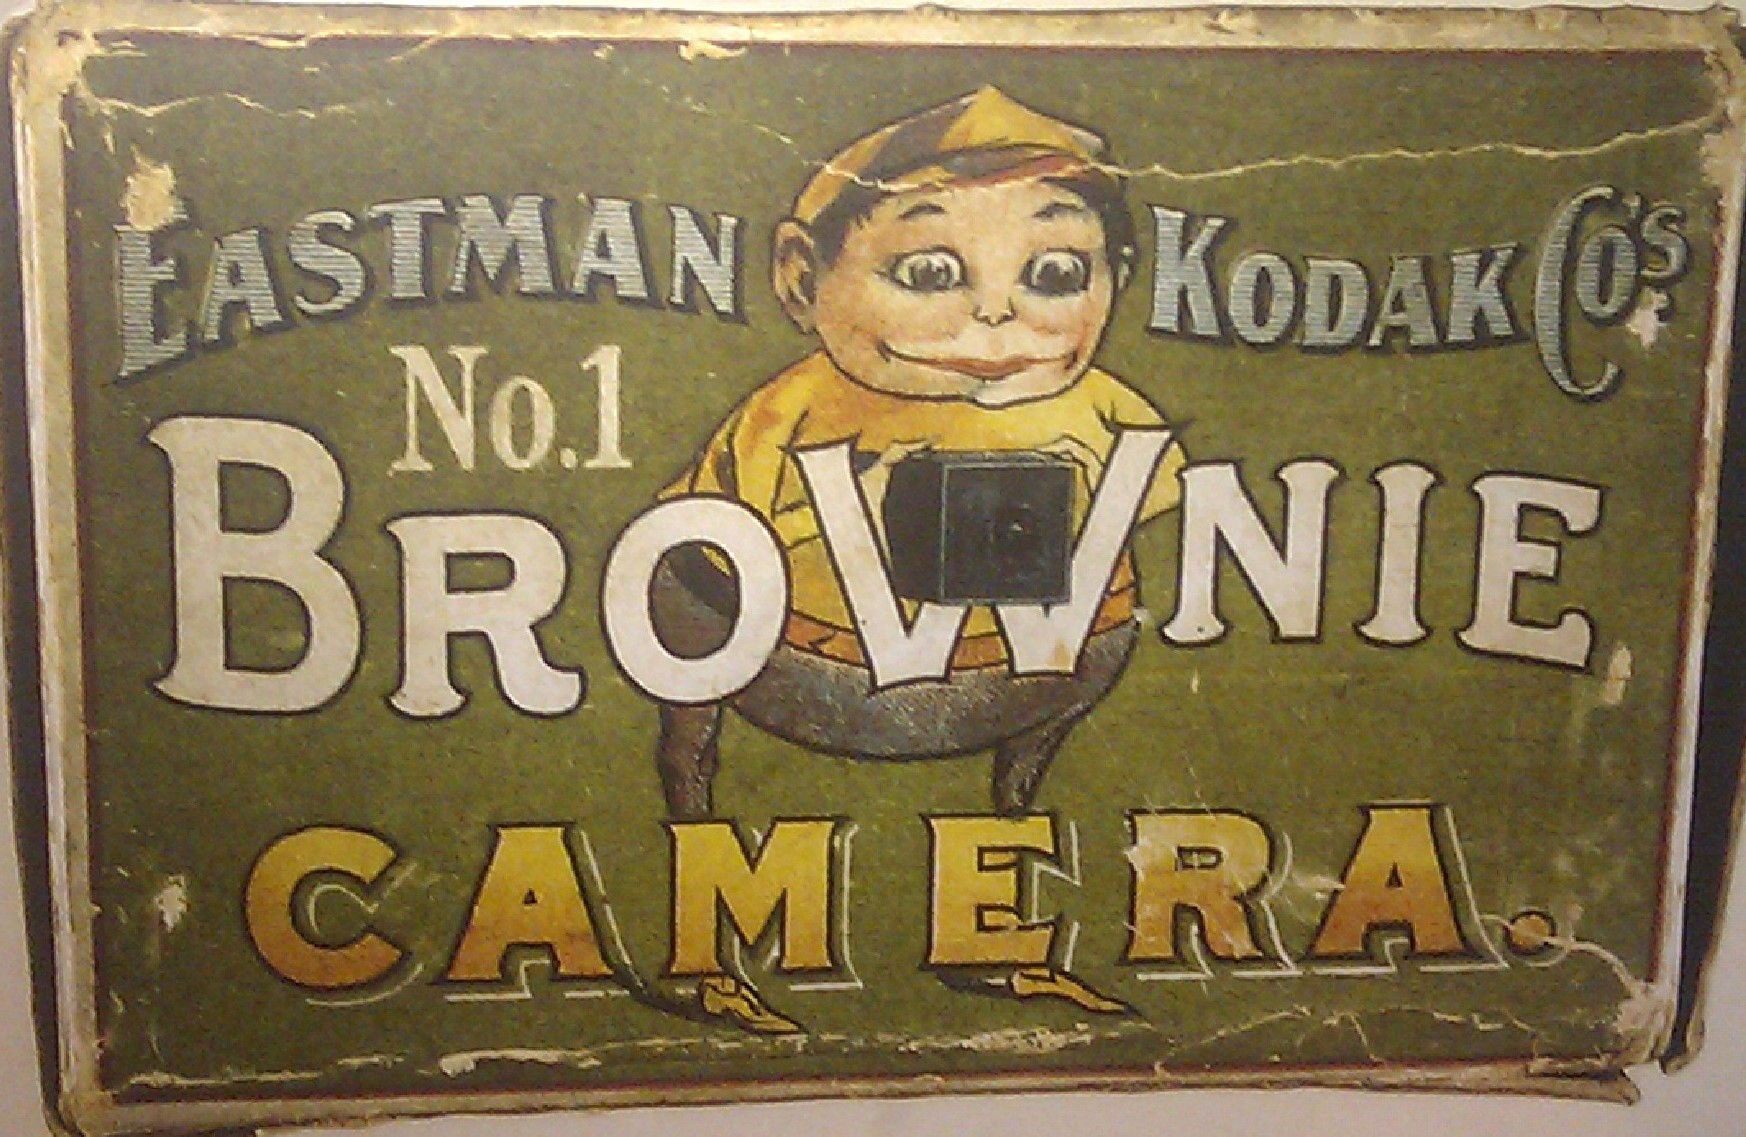 EASTMAN KODAK CO'S
No.1
BROWNIE
CAMERA.